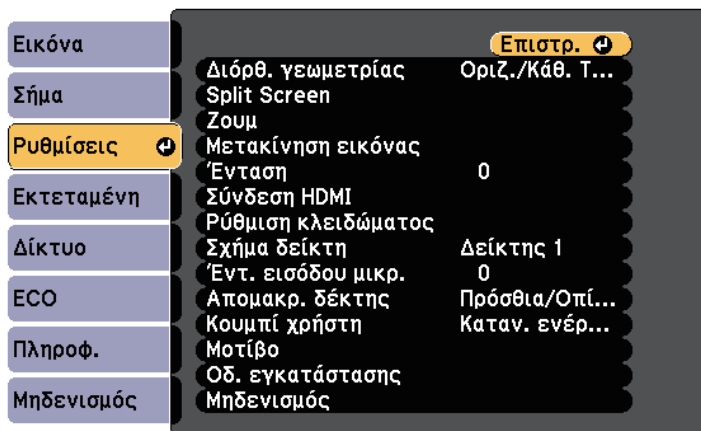 Εικόνα
Σήμα
Ρυθμίσεις
Εκτεταμένη
Δίκτυο
ECO
Πληροφ.
Μηδενισμός
Επιστρ.
Διόρθ. γεωμετρίας Οριζ./Κάθ. Τ...
Split Screen
Ζουμ
Μετακίνηση εικόνας
Ένταση 0
Σύνδεση HDMI
Ρύθμιση κλειδώματος
Σχήμα δείκτη Δείκτης 1
Έντ. εισόδου μικρ. 0
Απομακρ. δέκτης Πρόσθια/Οπί...
Κουμπί χρήστη Καταν. ενέρ...
Μοτίβο
Οδ. εγκατάστασης
Μηδενισμός